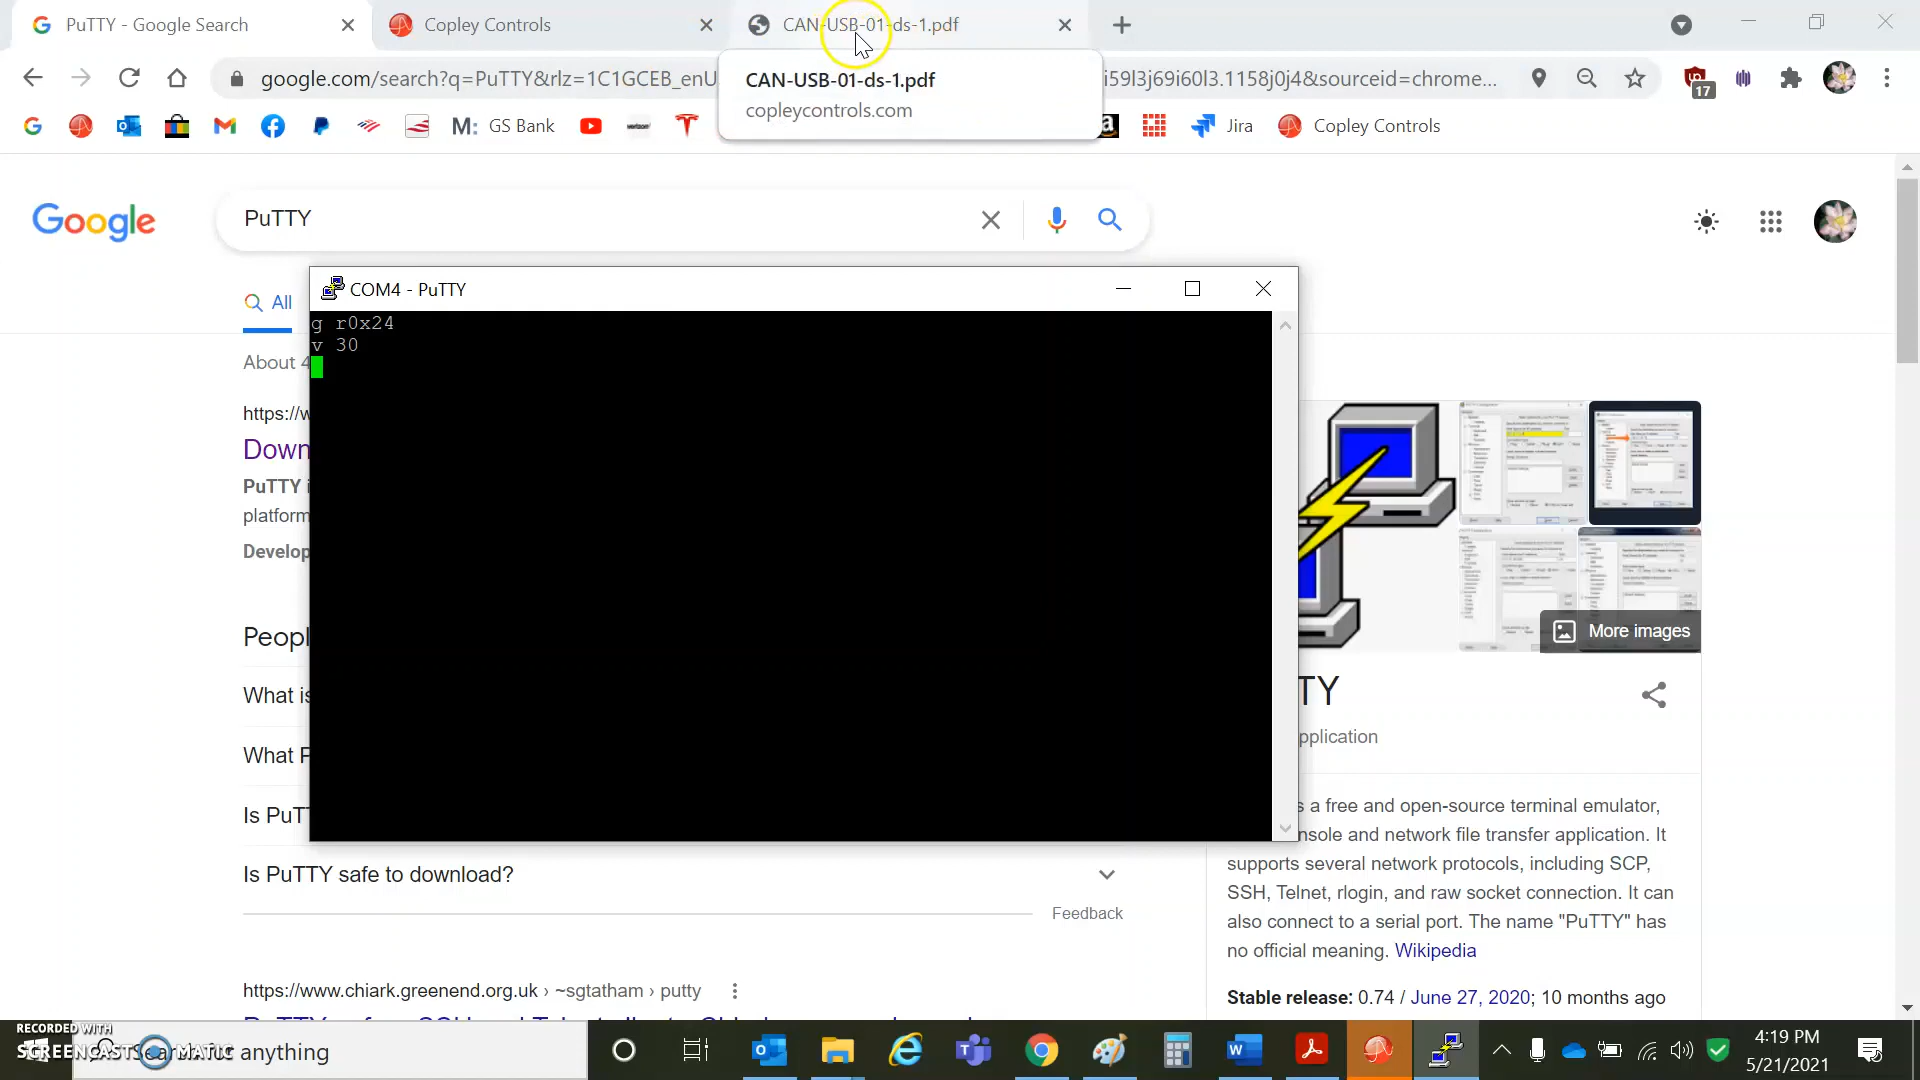 PuTTY - Google Search
Copley Controls
CAN-USB-01-ds-1.pdf
google.com/search?q=PuTTY&rlz=1C1GCEB_enU
i59l3j69i60l3.1158j0j4&sourceid=chrome...
17
CAN-USB-01-ds-1.pdf
copleycontrols.com
M: GS Bank
Jira
Copley Controls
Google
PuTTY
All
COM4 - PuTTY
g r0x24
v 30
About 4
https://w
Down
PuTTY i
platform
Develop
People
What is
What P
Is PuTT
Is PuTTY safe to download?
Feedback
https://www.chiark.greenend.org.uk › ~sgtatham › putty
More images
TY
pplication
s a free and open-source terminal emulator,
nsole and network file transfer application. It
supports several network protocols, including SCP,
SSH, Telnet, rlogin, and raw socket connection. It can
also connect to a serial port. The name "PuTTY" has
no official meaning. Wikipedia
Stable release: 0.74 / June 27, 2020; 10 months ago
RECORDED WITH
SCREENCAST MATIC
anything
4:19 PM
5/21/2021